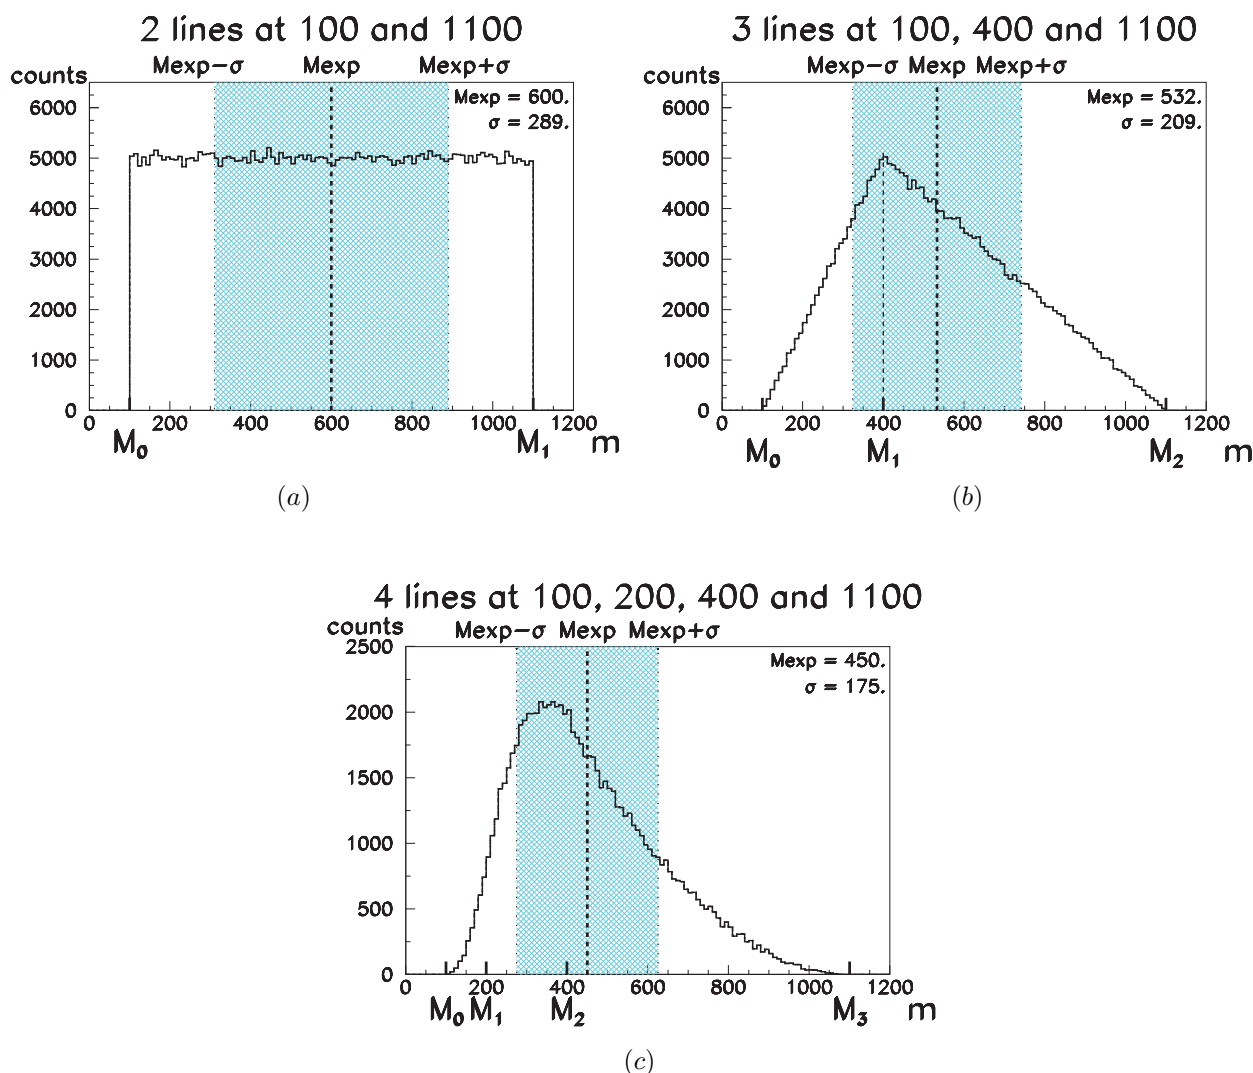 2 lines at 100 and 1100
Mexp−σ Mexp Mexp+σ
counts
Mexp = 600.
σ = 289.
6000
5000
4000
3000
2000
1000
0
0 200 400 600 800 1000 1200
M₀ M₁ m
(a)
3 lines at 100, 400 and 1100
Mexp−σ Mexp Mexp+σ
counts
Mexp = 532.
σ = 209.
6000
5000
4000
3000
2000
1000
0
0 200 400 600 800 1000 1200
M₀ M₁ M₂ m
(b)
4 lines at 100, 200, 400 and 1100
counts
Mexp−σ Mexp Mexp+σ
Mexp = 450.
σ = 175.
2500
2000
1500
1000
500
0
0 200 400 600 800 1000 1200
M₀ M₁ M₂ M₃ m
(c)